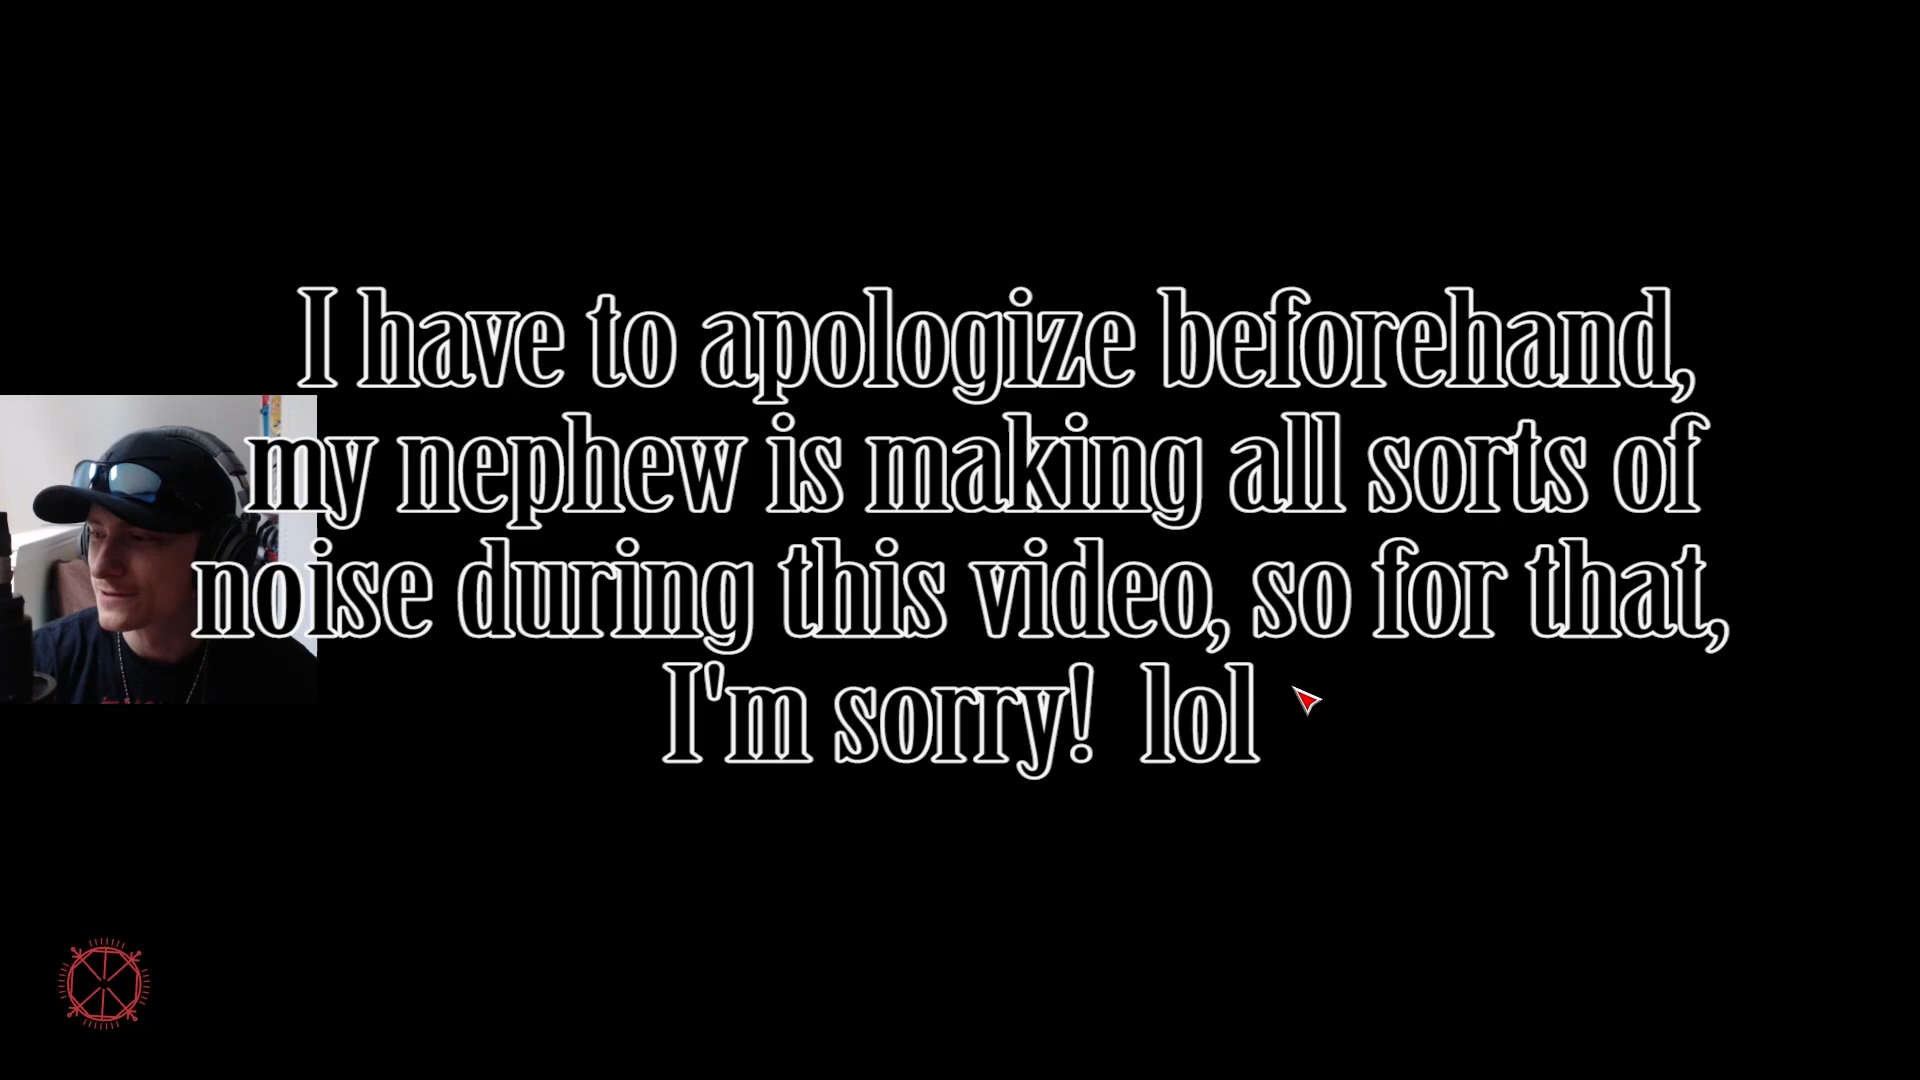 I have to apologize beforehand,
my nephew is making all sorts of
noise during this video, so for that,
I'm sorry!  lol